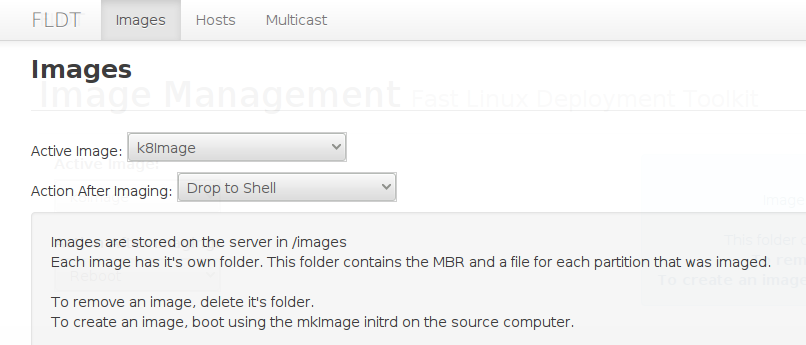 FLDT Images Hosts Multicast
Images
Image Management Fast Linux Deployment Toolkit
Active Image: k8Image
Active Image:
Action After Imaging: Drop to Shell
Images are stored on the server in /images
Each image has it's own folder. This folder contains the MBR and a file for each partition that was imaged.
Reboot
To remove an image, delete it's folder.
To create an image, boot using the mkImage initrd on the source computer.